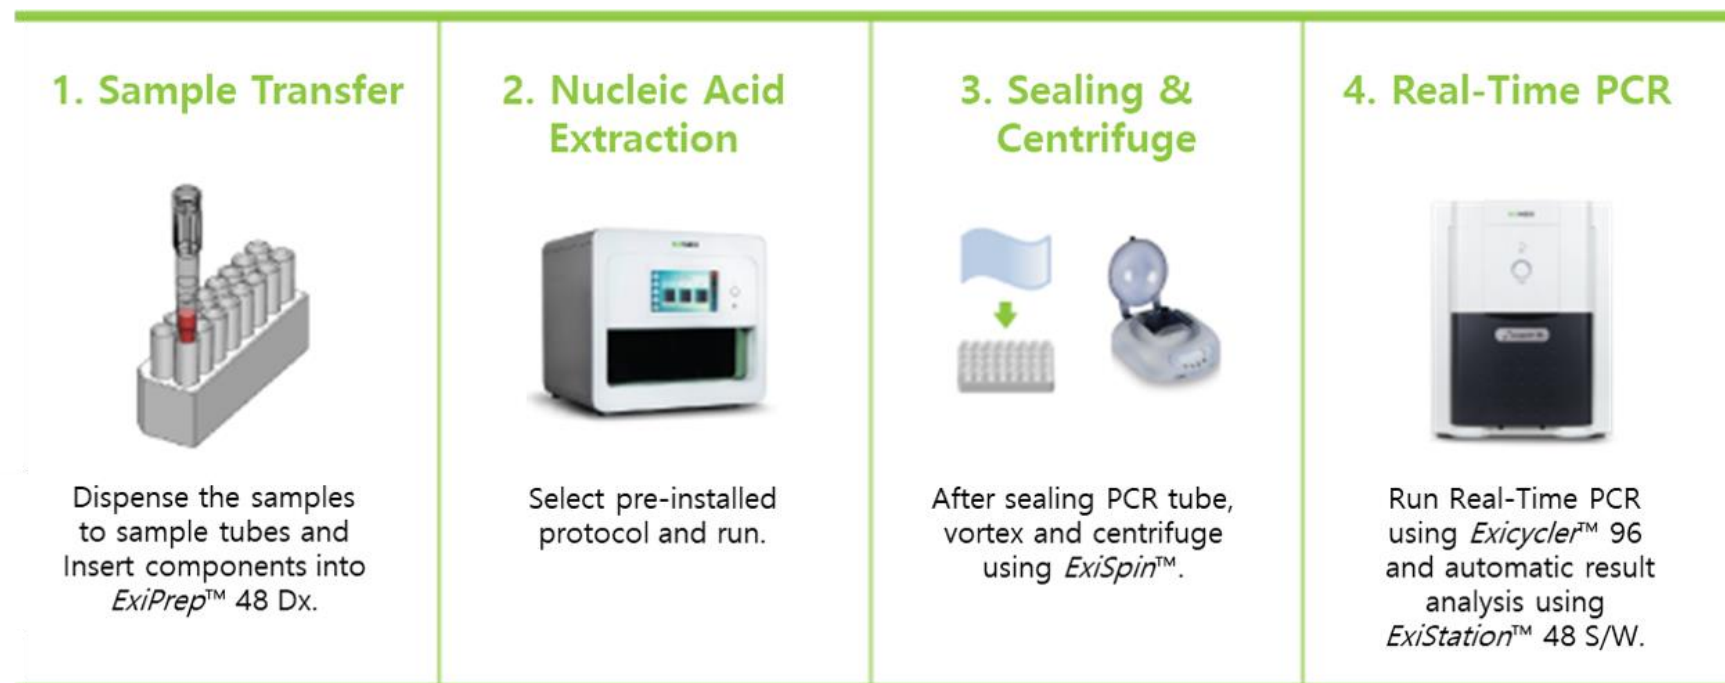 1. Sample Transfer
Dispense the samples
to sample tubes and
Insert components into
ExiPrep™ 48 Dx.
2. Nucleic Acid
Extraction
Select pre-installed
protocol and run.
3. Sealing &
Centrifuge
After sealing PCR tube,
vortex and centrifuge
using ExiSpin™.
4. Real-Time PCR
Run Real-Time PCR
using Exicycler™ 96
and automatic result
analysis using
ExiStation™ 48 S/W.